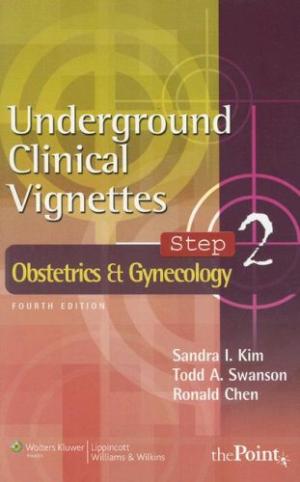 Underground
Clinical
Vignettes
Step 2
Obstetrics & Gynecology
FOURTH EDITION
Sandra I. Kim
Todd A. Swanson
Ronald Chen
Wolters Kluwer | Lippincott
Health Williams & Wilkins
thePoint